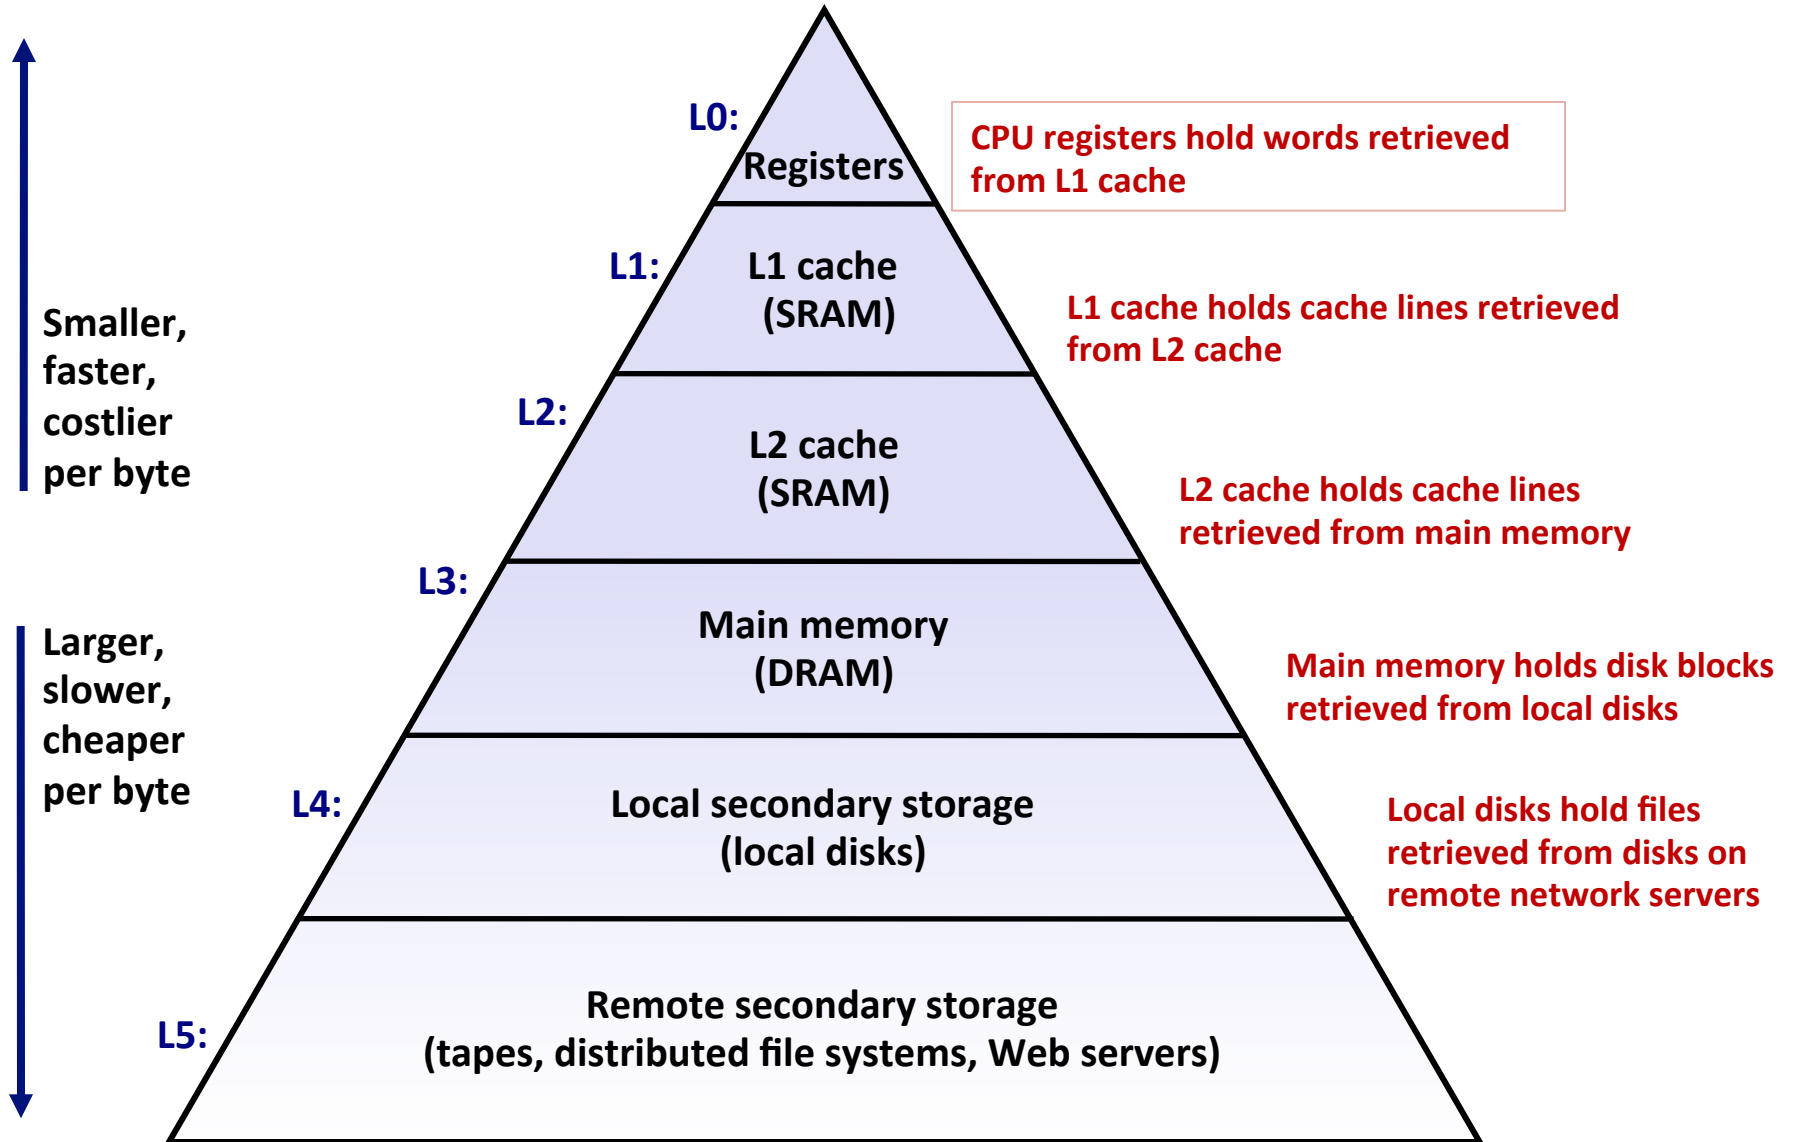 L0:
Registers
CPU registers hold words retrieved
from L1 cache
L1:
L1 cache
(SRAM)
L1 cache holds cache lines retrieved
from L2 cache
Smaller,
faster,
costlier
per byte
L2:
L2 cache
(SRAM)
L2 cache holds cache lines
retrieved from main memory
L3:
Main memory
(DRAM)
Main memory holds disk blocks
retrieved from local disks
Larger,
slower,
cheaper
per byte
L4:
Local secondary storage
(local disks)
Local disks hold files
retrieved from disks on
remote network servers
L5:
Remote secondary storage
(tapes, distributed file systems, Web servers)